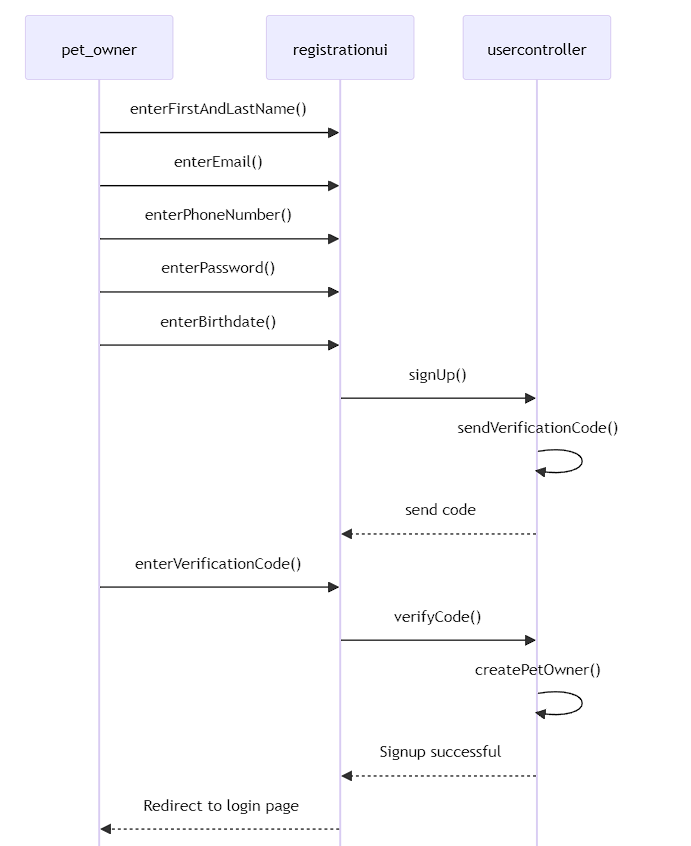 pet_owner registrationui usercontroller
enterFirstAndLastName()
enterEmail()
enterPhoneNumber()
enterPassword()
enterBirthdate()
signUp()
sendVerificationCode()
send code
enterVerificationCode()
verifyCode()
createPetOwner()
Signup successful
Redirect to login page